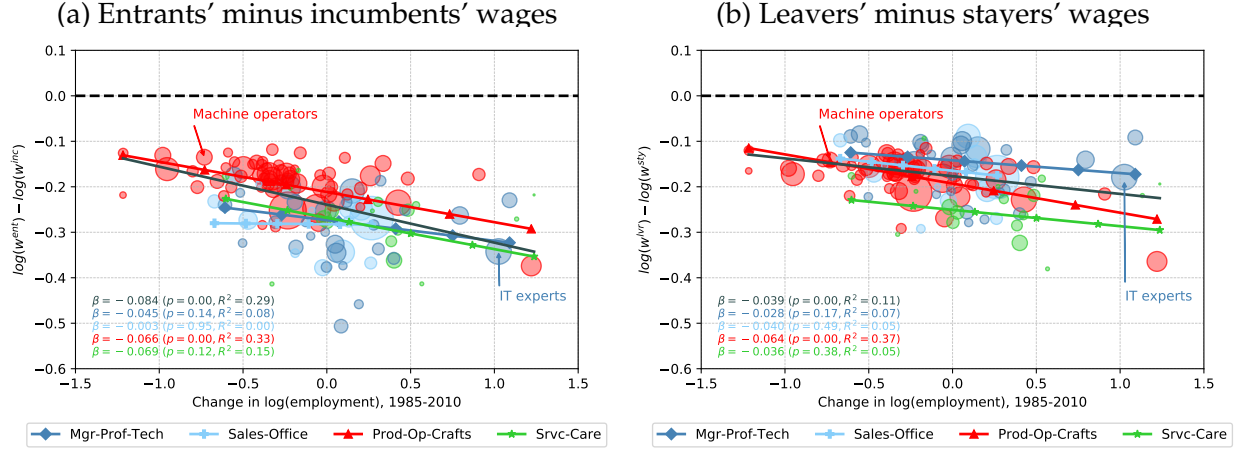 (a) Entrants' minus incumbents' wages
0.1
0.0
−0.1
−0.2
−0.3
−0.4
−0.5
−0.6
log(w^ent) − log(w^inc)
Machine operators
IT experts
β = − 0.084 (p = 0.00, R² = 0.29)
β = − 0.045 (p = 0.14, R² = 0.08)
β = − 0.003 (p = 0.95, R² = 0.00)
β = − 0.066 (p = 0.00, R² = 0.33)
β = − 0.069 (p = 0.12, R² = 0.15)
−1.5 −1.0 −0.5 0.0 0.5 1.0 1.5
Change in log(employment), 1985-2010
Mgr-Prof-Tech Sales-Office Prod-Op-Crafts Srvc-Care
(b) Leavers' minus stayers' wages
0.1
0.0
−0.1
−0.2
−0.3
−0.4
−0.5
−0.6
log(w^lvr) − log(w^sty)
Machine operators
IT experts
β = − 0.039 (p = 0.00, R² = 0.11)
β = − 0.028 (p = 0.17, R² = 0.07)
β = − 0.040 (p = 0.49, R² = 0.05)
β = − 0.064 (p = 0.00, R² = 0.37)
β = − 0.036 (p = 0.38, R² = 0.05)
−1.5 −1.0 −0.5 0.0 0.5 1.0 1.5
Change in log(employment), 1985-2010
Mgr-Prof-Tech Sales-Office Prod-Op-Crafts Srvc-Care